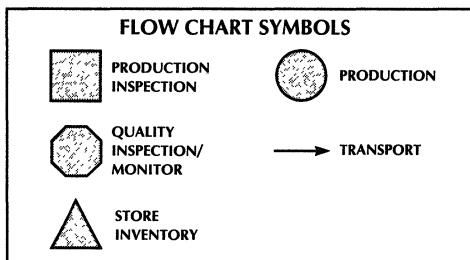 FLOW CHART SYMBOLS
PRODUCTION
INSPECTION
PRODUCTION
QUALITY
INSPECTION/
MONITOR
TRANSPORT
STORE
INVENTORY